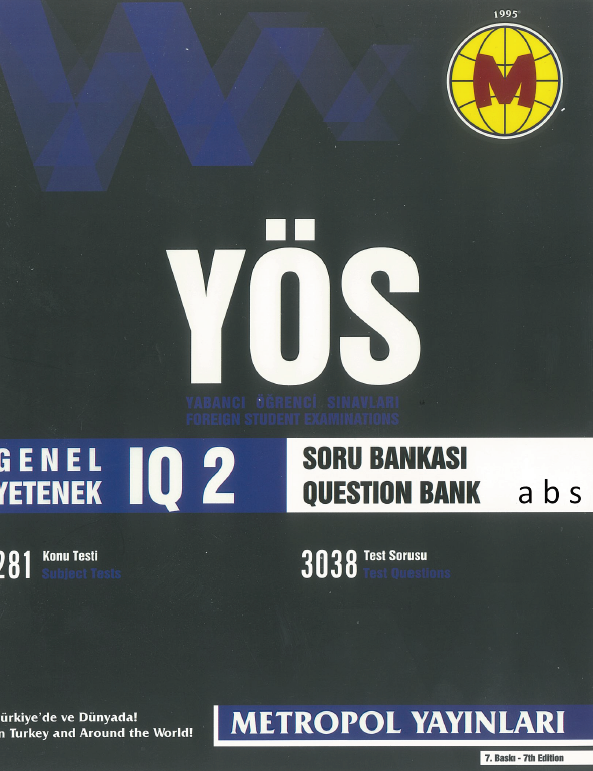 1995
M
YÖS
YABANCI ÖĞRENCİ SINAVLARI
FOREIGN STUDENT EXAMINATIONS
GENEL
YETENEK
IQ 2
SORU BANKASI
QUESTION BANK
a b s
281 Konu Testi
Subject Tests
3038 Test Sorusu
Test Questions
ürkiye'de ve Dünyada!
n Turkey and Around the World!
METROPOL YAYINLARI
7. Baskı - 7th Edition